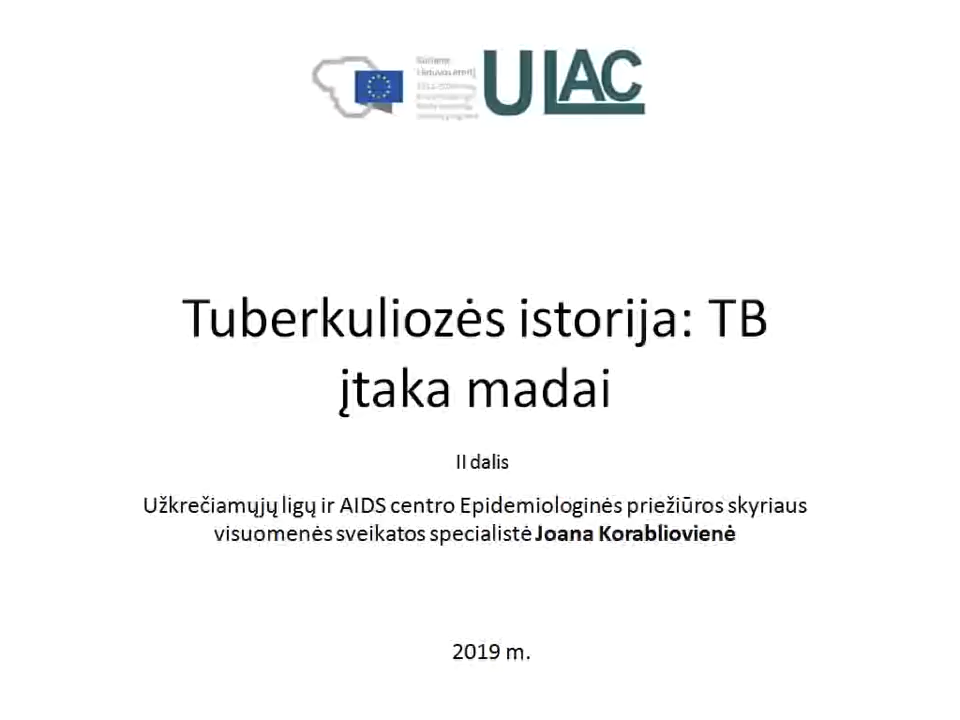 ULAC
Tuberkuliozės istorija: TB
įtaka madai
II dalis
Užkrečiamųjų ligų ir AIDS centro Epidemiologinės priežiūros skyriaus
visuomenės sveikatos specialistė Joana Korabliovienė
2019 m.